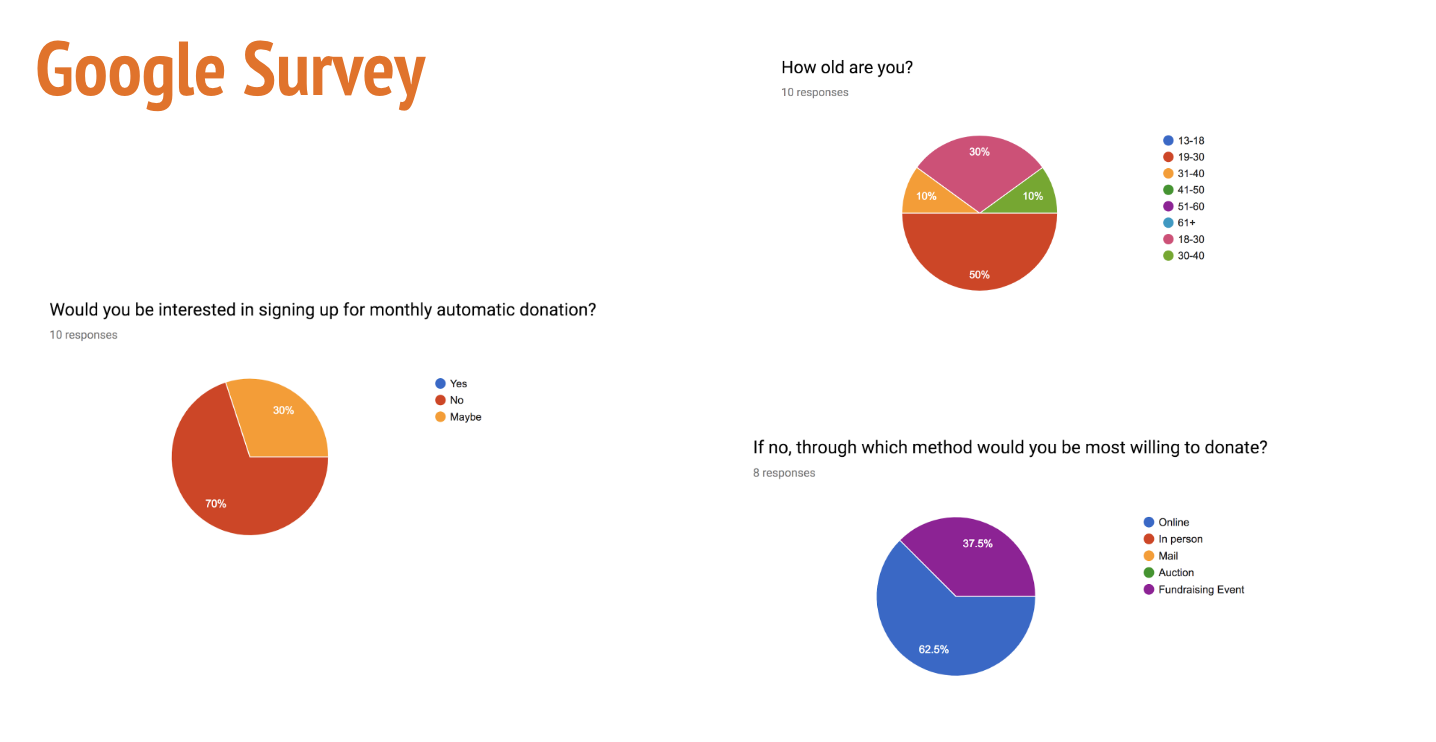 Google Survey
How old are you?
10 responses
30%
10%
10%
50%
13-18
19-30
31-40
41-50
51-60
61+
18-30
30-40
Would you be interested in signing up for monthly automatic donation?
10 responses
30%
70%
Yes
No
Maybe
If no, through which method would you be most willing to donate?
8 responses
37.5%
62.5%
Online
In person
Mail
Auction
Fundraising Event